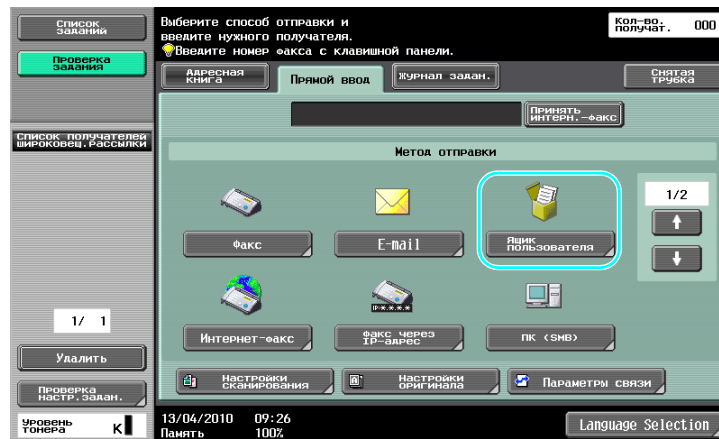 Список
заданий
Проверка
задания
Список получателей
широковещ.рассылки
1/ 1
Удалить
Проверка
настр.задан.
Уровень
тонера
K
Выберите способ отправки и
введите нужного получателя.
Введите номер факса с клавишной панели.
Кол-во.
получат.
000
Адресная
книга
Прямой ввод
Журнал задан.
Снятая
трубка
Принять
интерн.-факс
Метод отправки
Факс
E-mail
Ящик
пользователя
1/2
Интернет-факс
IP-*.*.*.*
Факс через
IP-адрес
ПК (SMB)
Настройки
сканирования
Настройки
оригинала
Параметры связи
13/04/2010 09:26
Память 100%
Language Selection